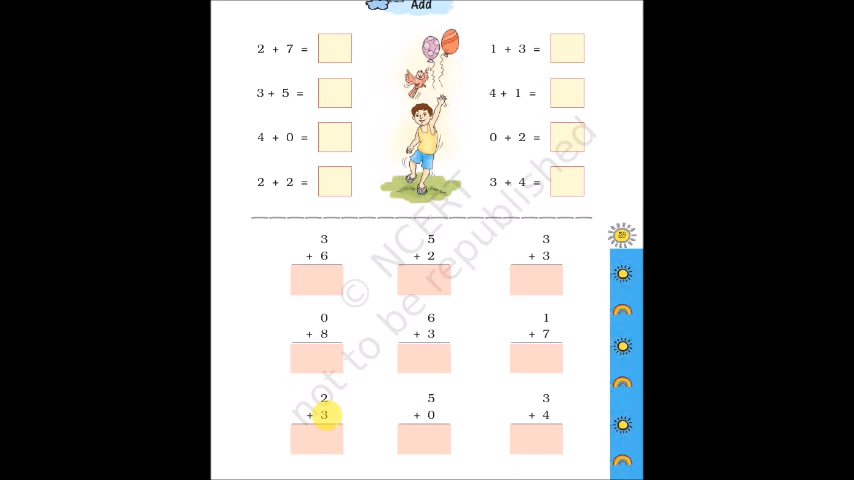 Add
2 + 7 =
1 + 3 =
3 + 5 =
4 + 1 =
4 + 0 =
0 + 2 =
2 + 2 =
3 + 4 =
3 5 3
+ 6 + 2 + 3
0 6 1
+ 8 + 3 + 7
2 5 3
+ 3 + 0 + 4
© NCERT
not to be republished